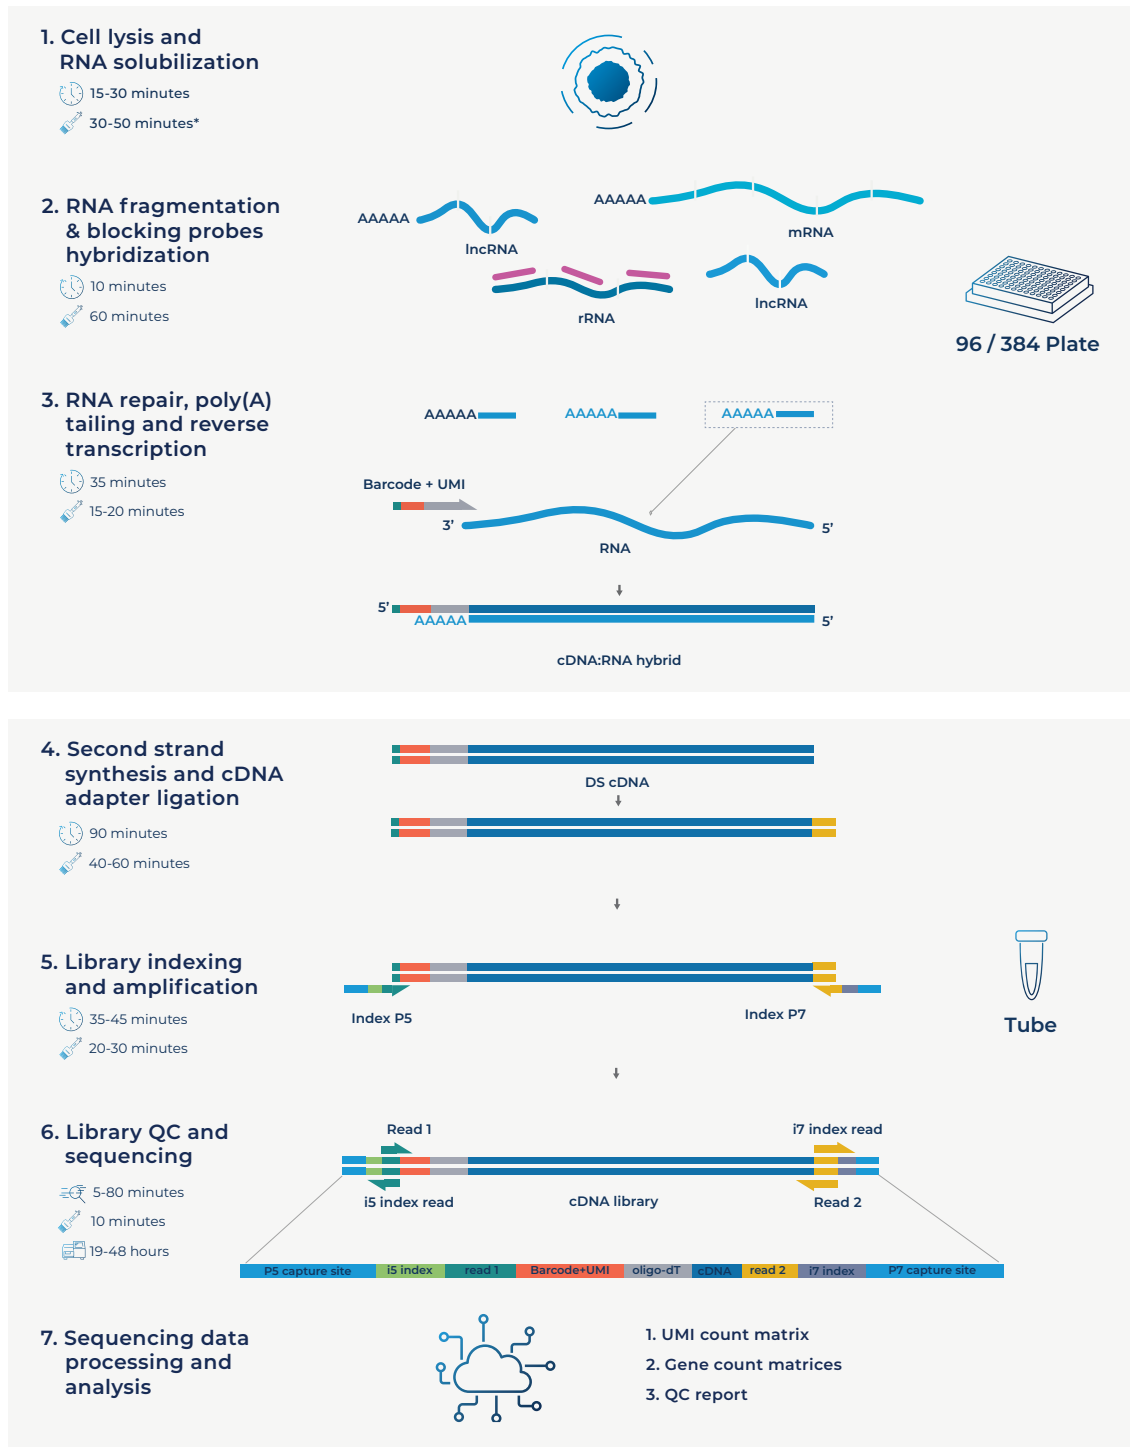 1. Cell lysis and
RNA solubilization
15-30 minutes
30-50 minutes*
2. RNA fragmentation
& blocking probes
hybridization
10 minutes
60 minutes
AAAAA
lncRNA
AAAAA
mRNA
rRNA
lncRNA
96 / 384 Plate
3. RNA repair, poly(A)
tailing and reverse
transcription
35 minutes
15-20 minutes
AAAAA
AAAAA
AAAAA
Barcode + UMI
3’
5’
RNA
5’
AAAAA
5’
cDNA:RNA hybrid
4. Second strand
synthesis and cDNA
adapter ligation
90 minutes
40-60 minutes
DS cDNA
5. Library indexing
and amplification
35-45 minutes
20-30 minutes
Index P5
Index P7
Tube
6. Library QC and
sequencing
5-80 minutes
10 minutes
19-48 hours
Read 1
i7 index read
i5 index read
cDNA library
Read 2
P5 capture site
i5 index
read 1
Barcode+UMI
oligo-dT
cDNA
read 2
i7 index
P7 capture site
7. Sequencing data
processing and
analysis
1. UMI count matrix
2. Gene count matrices
3. QC report